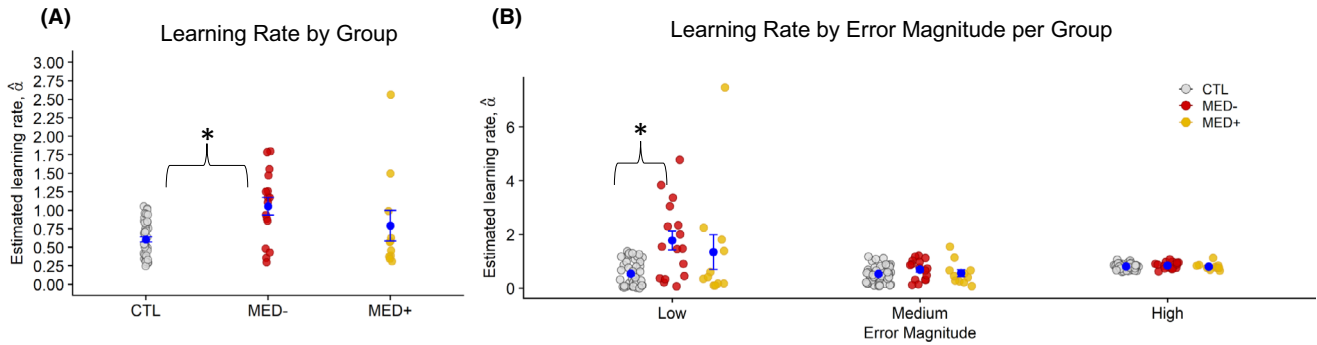 (A)
Learning Rate by Group
Estimated learning rate, α̂
3.00
2.75
2.50
2.25
2.00
1.75
1.50
1.25
1.00
0.75
0.50
0.25
0.00
*
CTL MED- MED+
(B)
Learning Rate by Error Magnitude per Group
Estimated learning rate, α̂
6
4
2
0
*
CTL
MED-
MED+
Low Medium High
Error Magnitude